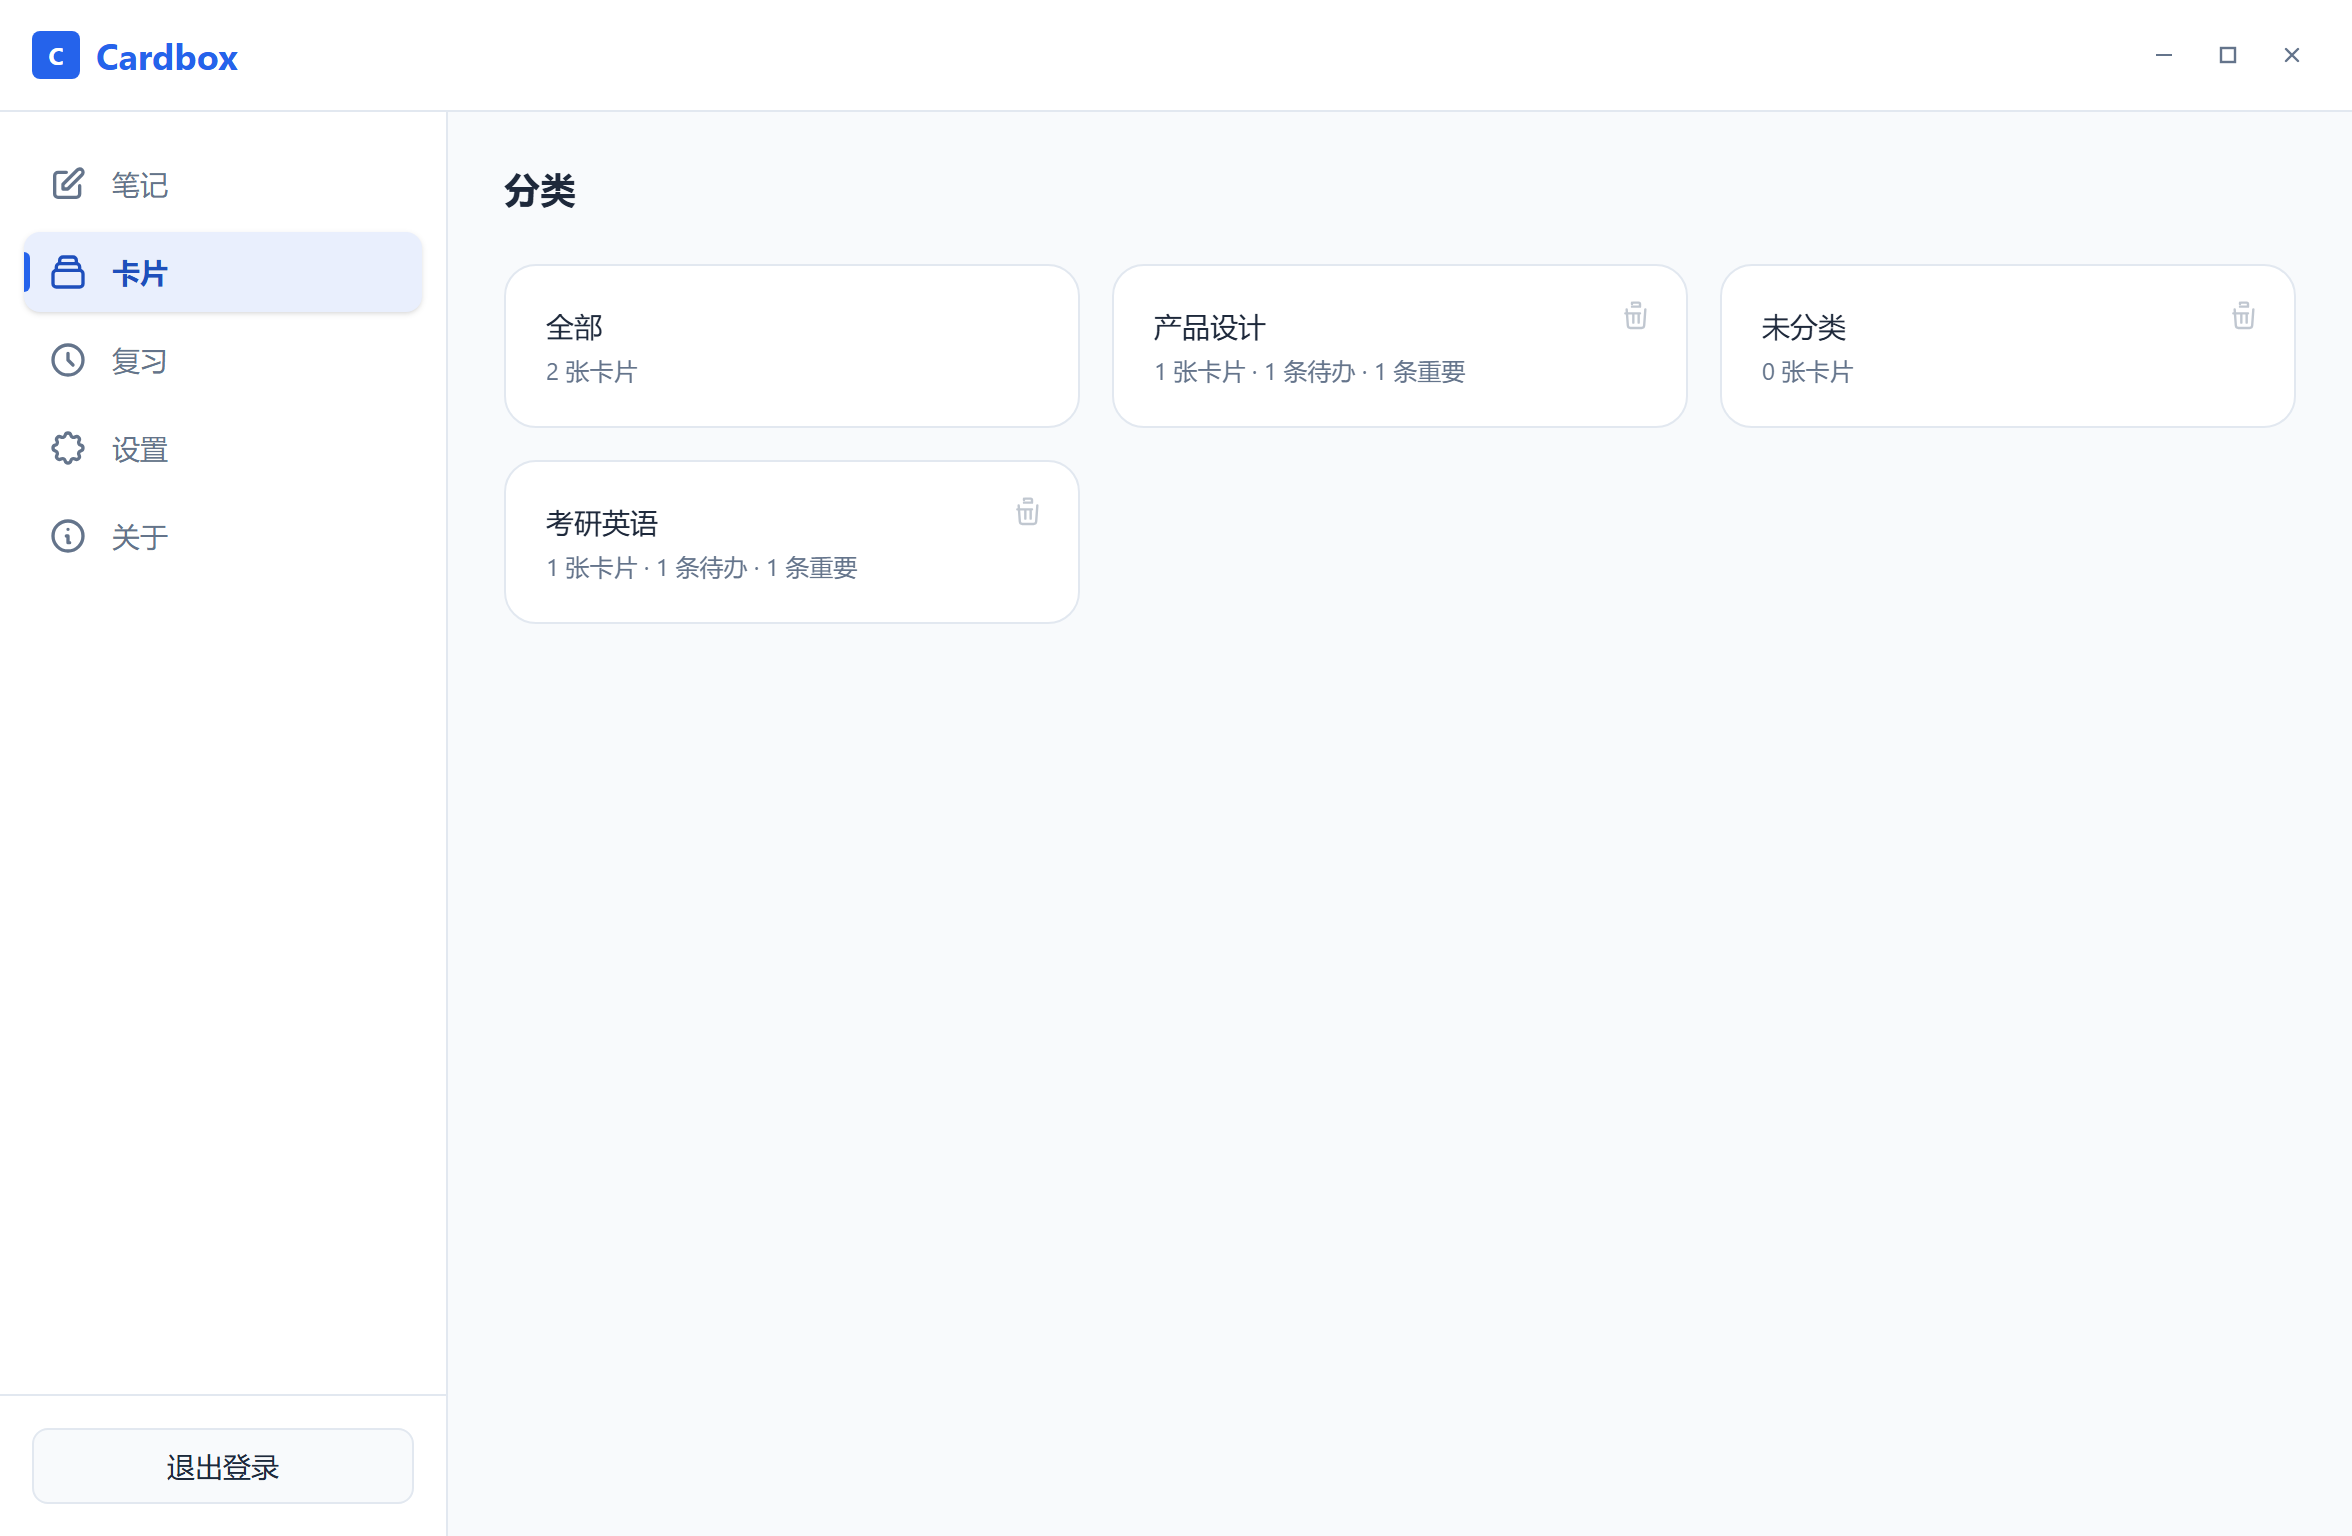 C Cardbox
笔记
卡片
复习
设置
关于
退出登录
分类
全部
2 张卡片
产品设计
1 张卡片 · 1 条待办 · 1 条重要
未分类
0 张卡片
考研英语
1 张卡片 · 1 条待办 · 1 条重要